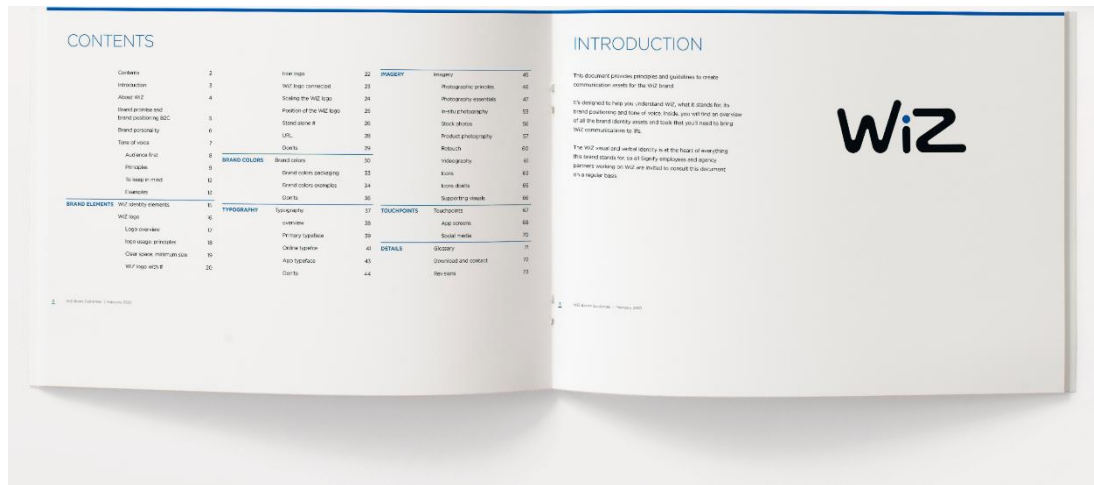 CONTENTS
Contents 2
Introduction 3
About WiZ 4
Brand promise and
brand positioning B2C 5
Brand personality 6
Tone of voice 7
Audience first 8
Principles 9
To keep in mind 12
Examples 13
BRAND ELEMENTS WiZ identity elements 15
WiZ logo 16
Logo overview 17
logo usage: principles 18
Clear space, minimum size 19
WiZ logo with
20
logo 22
WiZ logo connected 23
Scaling the WiZ logo 24
Position of the WiZ logo 25
Stand alone 26
URL 28
Don'ts 29
BRAND COLORS Brand colors 30
Brand colors packaging 33
Brand colors examples 34
Don'ts 36
TYPOGRAPHY Typography 37
overview 38
Primary typeface 39
Online typeface 41
App typeface 43
Don'ts 44
IMAGERY Imagery 45
Photographic principles 46
Photography essentials 47
In-situ photography 53
Stock photos 56
Product photography 57
Retouch 60
Videography 61
Icons 63
Icons don'ts 65
Supporting visuals 66
TOUCHPOINTS Touchpoints 67
App screens 68
Social media 70
DETAILS Glossary 71
Download and contact 72
Revisions 73
INTRODUCTION
This document provides principles and guidelines to create
communication assets for the WiZ brand.
It's designed to help you understand WiZ, what it stands for, its
brand positioning and tone of voice. Inside, you will find an overview
of all the brand identity assets and tools that you'll need to bring
WiZ communications to life.
The WiZ visual and verbal identity is at the heart of everything
this brand stands for, so all Signify employees and agency
partners working on WiZ are invited to consult this document
on a regular basis.
WiZ